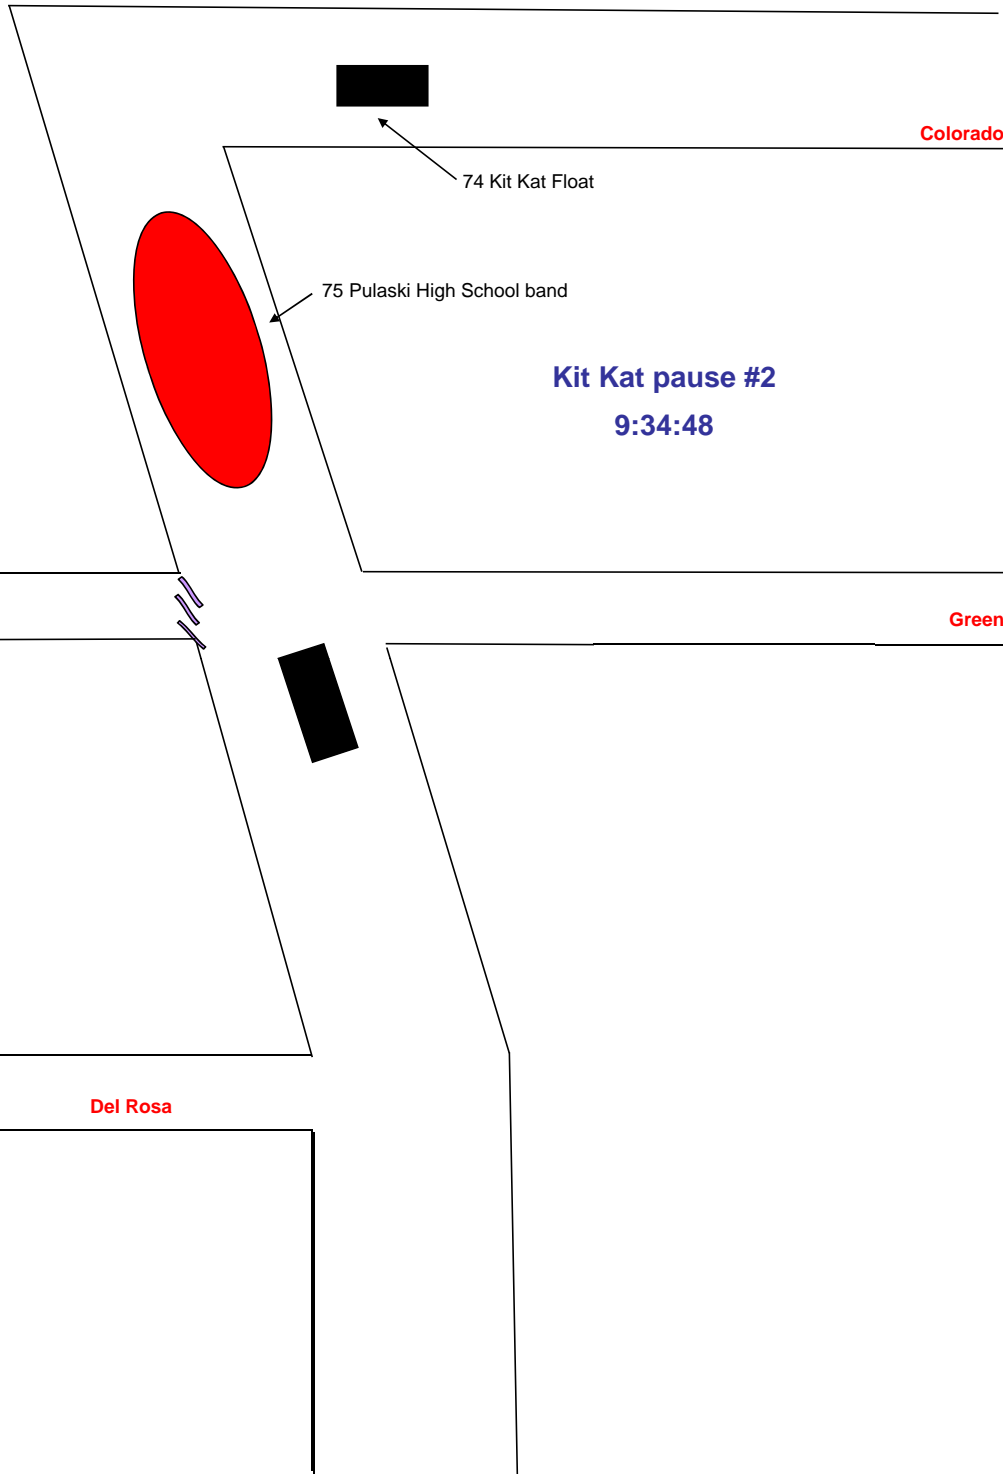 Colorado
74 Kit Kat Float
75 Pulaski High School band
Kit Kat pause #2
9:34:48
Green
Del Rosa